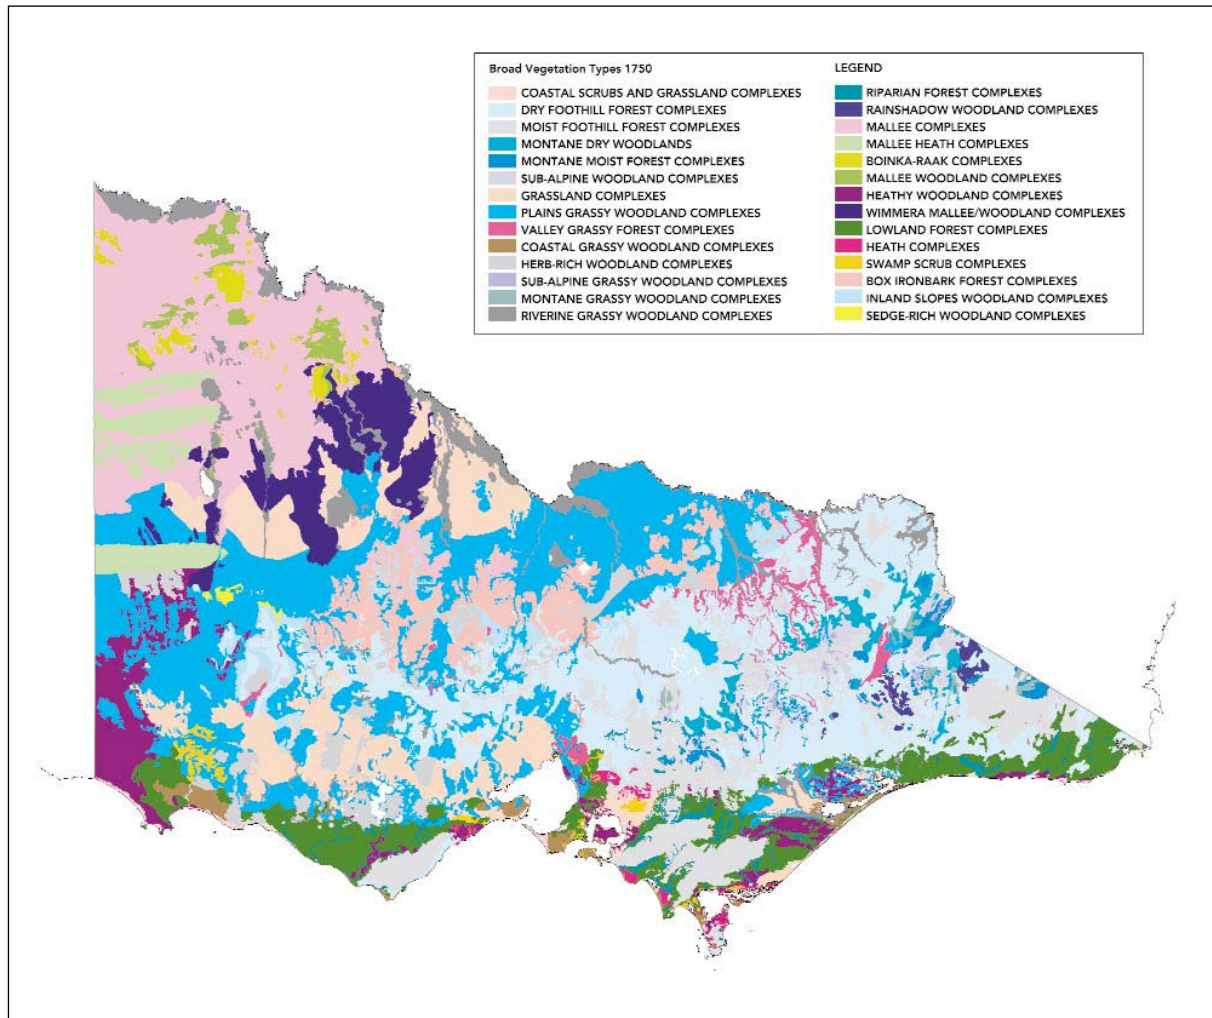 Broad Vegetation Types 1750
COASTAL SCRUBS AND GRASSLAND COMPLEXES
DRY FOOTHILL FOREST COMPLEXES
MOIST FOOTHILL FOREST COMPLEXES
MONTANE DRY WOODLANDS
MONTANE MOIST FOREST COMPLEXES
SUB-ALPINE WOODLAND COMPLEXES
GRASSLAND COMPLEXES
PLAINS GRASSY WOODLAND COMPLEXES
VALLEY GRASSY FOREST COMPLEXES
COASTAL GRASSY WOODLAND COMPLEXES
HERB-RICH WOODLAND COMPLEXES
SUB-ALPINE GRASSY WOODLAND COMPLEXES
MONTANE GRASSY WOODLAND COMPLEXES
RIVERINE GRASSY WOODLAND COMPLEXES
LEGEND
RIPARIAN FOREST COMPLEXES
RAINSHADOW WOODLAND COMPLEXES
MALLEE COMPLEXES
MALLEE HEATH COMPLEXES
BOINKA-RAAK COMPLEXES
MALLEE WOODLAND COMPLEXES
HEATHY WOODLAND COMPLEXES
WIMMERA MALLEE/WOODLAND COMPLEXES
LOWLAND FOREST COMPLEXES
HEATH COMPLEXES
SWAMP SCRUB COMPLEXES
BOX IRONBARK FOREST COMPLEXES
INLAND SLOPES WOODLAND COMPLEXES
SEDGE-RICH WOODLAND COMPLEXES